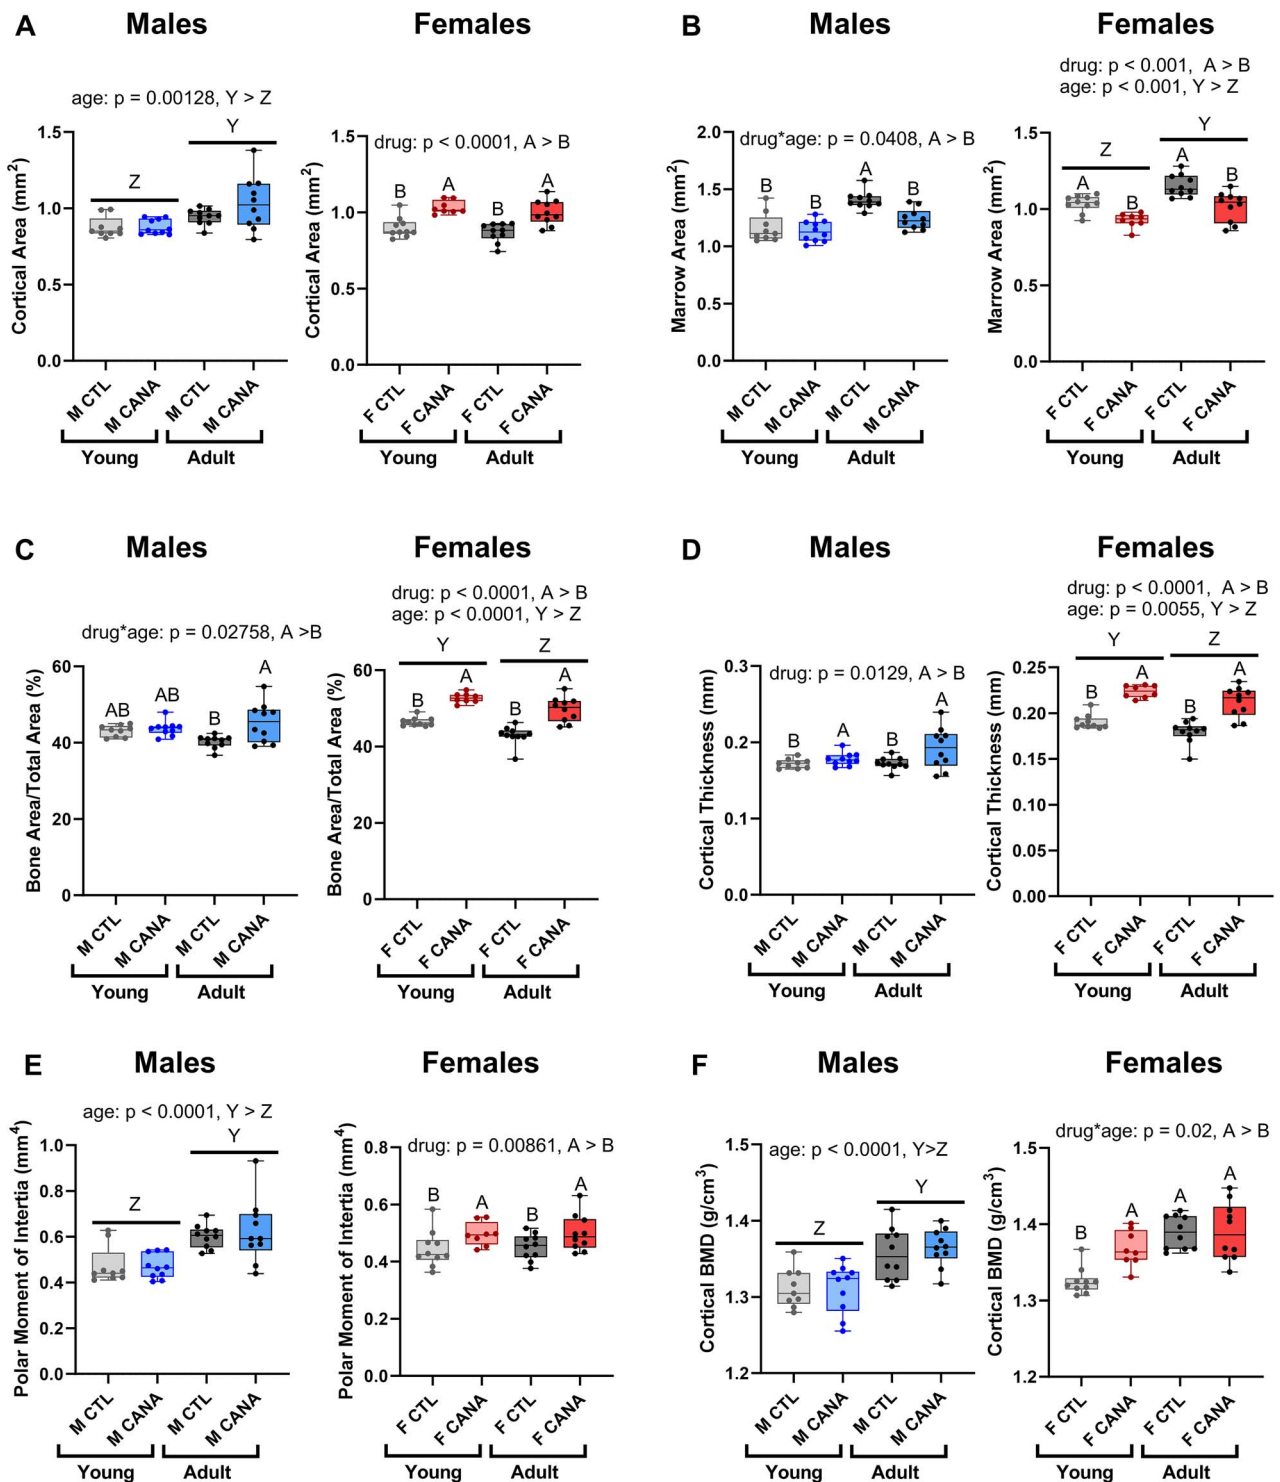 A
Males
Females
age: p = 0.00128, Y > Z
drug: p < 0.0001, A > B
Cortical Area (mm²)
1.5
1.0
0.5
0.0
Z
Y
M CTL
M CANA
M CTL
M CANA
Young
Adult
Cortical Area (mm²)
1.5
1.0
0.5
0.0
B
A
B
A
F CTL
F CANA
F CTL
F CANA
Young
Adult
B
Males
Females
drug*age: p = 0.0408, A > B
drug: p < 0.001, A > B
age: p < 0.001, Y > Z
Marrow Area (mm²)
2.0
1.5
1.0
0.5
0.0
B
B
A
B
M CTL
M CANA
M CTL
M CANA
Young
Adult
Marrow Area (mm²)
1.5
1.0
0.5
0.0
Z
Y
A
B
A
B
F CTL
F CANA
F CTL
F CANA
Young
Adult
C
Males
Females
drug*age: p = 0.02758, A >B
drug: p < 0.0001, A > B
age: p < 0.0001, Y > Z
Bone Area/Total Area (%)
60
40
20
0
AB
AB
B
A
M CTL
M CANA
M CTL
M CANA
Young
Adult
Bone Area/Total Area (%)
60
40
20
0
Y
Z
B
A
B
A
F CTL
F CANA
F CTL
F CANA
Young
Adult
D
Males
Females
drug: p = 0.0129, A > B
drug: p < 0.0001, A > B
age: p = 0.0055, Y > Z
Cortical Thickness (mm)
0.3
0.2
0.1
0.0
B
A
B
A
M CTL
M CANA
M CTL
M CANA
Young
Adult
Cortical Thickness (mm)
0.25
0.20
0.15
0.10
0.05
0.00
Y
Z
B
A
B
A
F CTL
F CANA
F CTL
F CANA
Young
Adult
E
Males
Females
age: p < 0.0001, Y > Z
drug: p = 0.00861, A > B
Polar Moment of Intertia (mm⁴)
1.0
0.8
0.6
0.4
0.2
0.0
Z
Y
M CTL
M CANA
M CTL
M CANA
Young
Adult
Polar Moment of Intertia (mm⁴)
0.8
0.6
0.4
0.2
0.0
B
A
B
A
F CTL
F CANA
F CTL
F CANA
Young
Adult
F
Males
Females
age: p < 0.0001, Y>Z
drug*age: p = 0.02, A > B
Cortical BMD (g/cm³)
1.5
1.4
1.3
1.2
Z
Y
M CTL
M CANA
M CTL
M CANA
Young
Adult
Cortical BMD (g/cm³)
1.5
1.4
1.3
1.2
B
A
A
A
F CTL
F CANA
F CTL
F CANA
Young
Adult